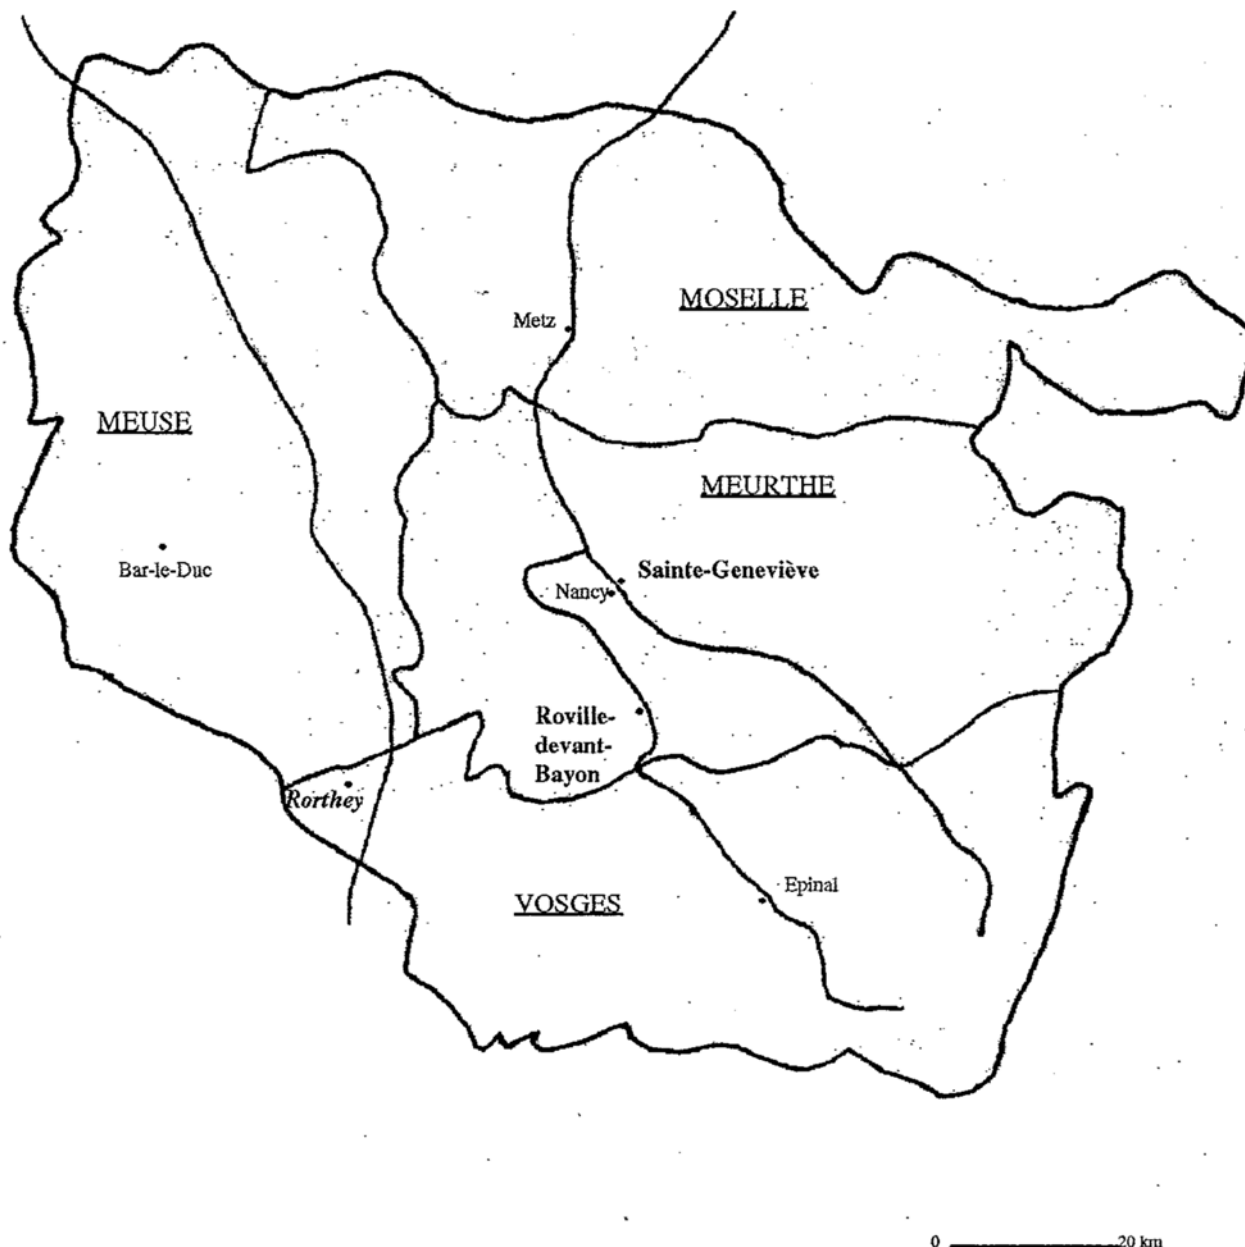 MOSELLE
Metz
MEUSE
MEURTHE
Bar-le-Duc
Sainte-Geneviève
Nancy
Roville-
devant-
Bayon
Rorthey
Epinal
VOSGES
0 20 km